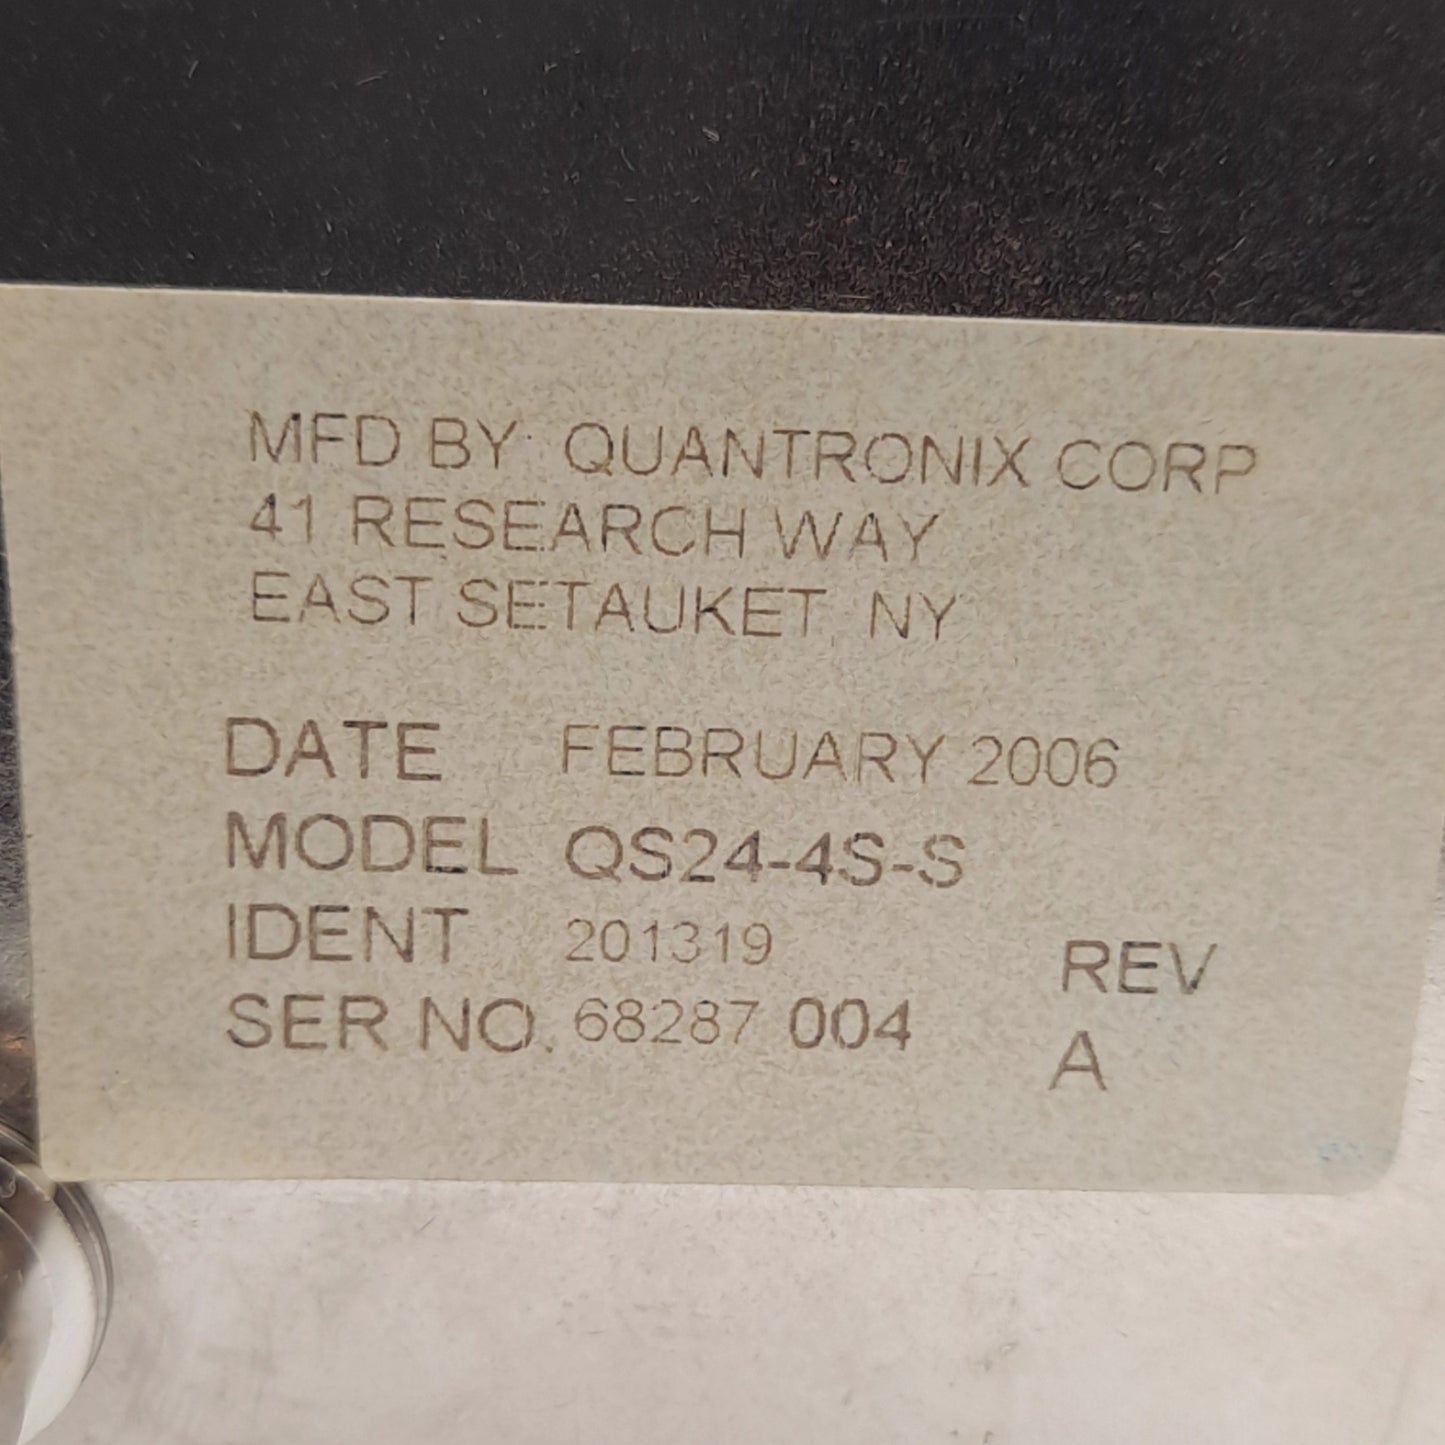 MFD BY: QUANTRONIX CORP
41 RESEARCH WAY
EAST SETAUKET, NY
DATE FEBRUARY 2006
MODEL QS24-4S-S
IDENT 201319
SER NO. 68287 004
REV
A